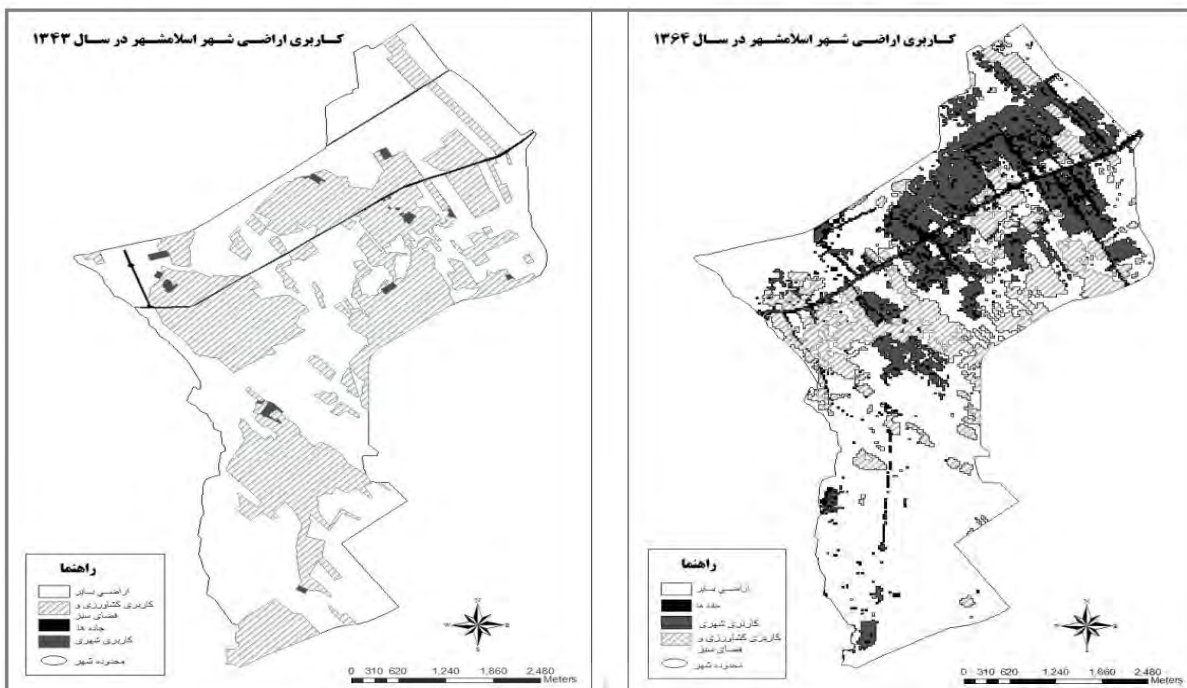 کاربری اراضی شهر اسلامشهر در سال ۱۳۴۳
راهنما
اراضی بایر
کاربری کشاورزی و
فضای سبز
جاده ها
کاربری شهری
محدوده شهر
0 310 620 1,240 1,860 2,480
Meters
کاربری اراضی شهر اسلامشهر در سال ۱۳۶۴
راهنما
اراضی بایر
جاده ها
کاربری شهری
کاربری کشاورزی و
فضای سبز
محدوده شهر
0 310 620 1,240 1,860 2,480
Meters